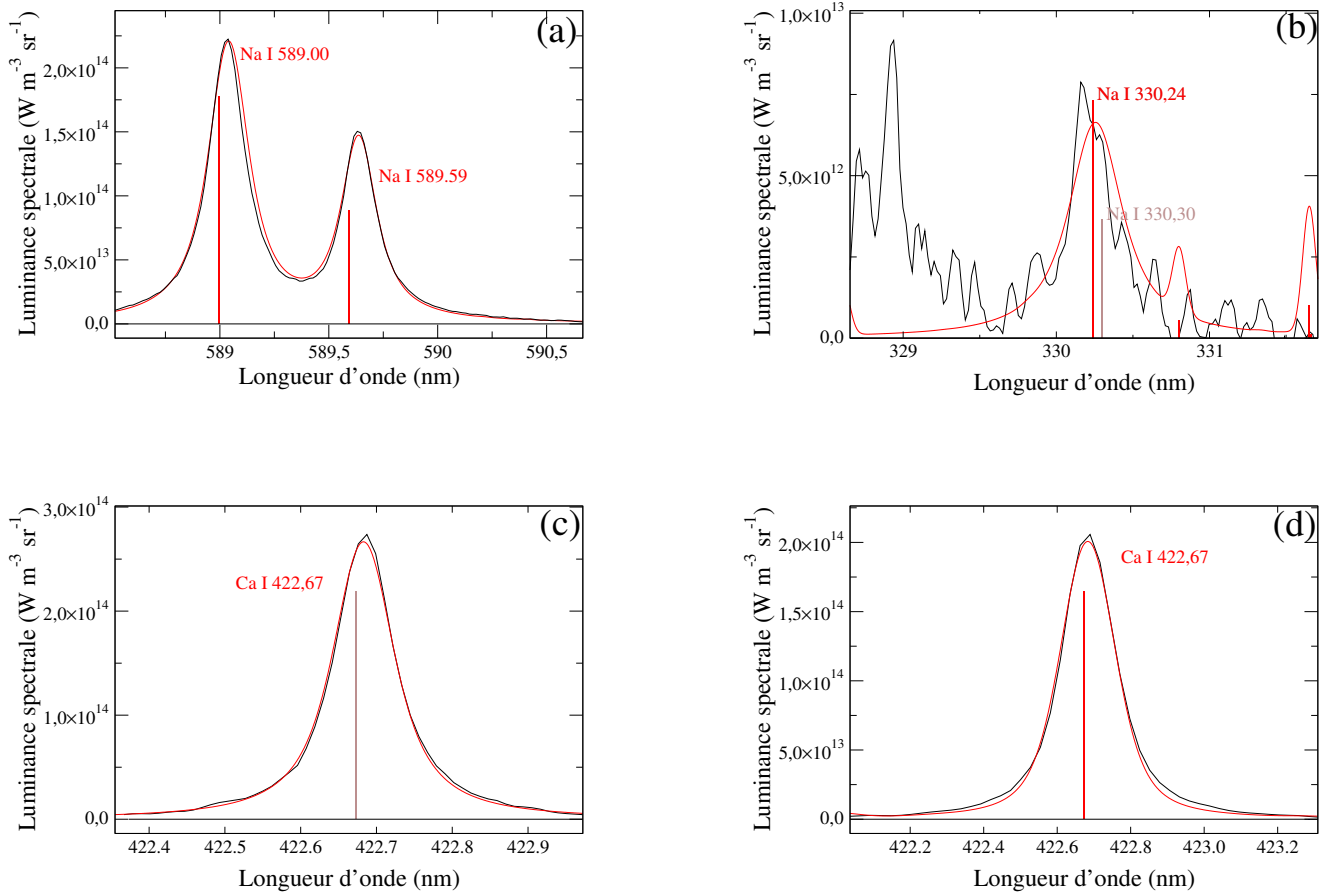 (a)
Luminance spectrale (W m-3 sr-1)
2,0×10^14
1,5×10^14
1,0×10^14
5,0×10^13
0,0
Na I 589.00
Na I 589.59
589
589,5
590
590,5
Longueur d'onde (nm)
(b)
Luminance spectrale (W m-3 sr-1)
1,0×10^13
5,0×10^12
0,0
Na I 330,24
Na I 330,30
329
330
331
Longueur d'onde (nm)
(c)
Luminance spectrale (W m-3 sr-1)
3,0×10^14
2,0×10^14
1,0×10^14
0,0
Ca I 422,67
422.4
422.5
422.6
422.7
422.8
422.9
Longueur d'onde (nm)
(d)
Luminance spectrale (W m-3 sr-1)
2,0×10^14
1,5×10^14
1,0×10^14
5,0×10^13
0,0
Ca I 422,67
422.2
422.4
422.6
422.8
423.0
423.2
Longueur d'onde (nm)